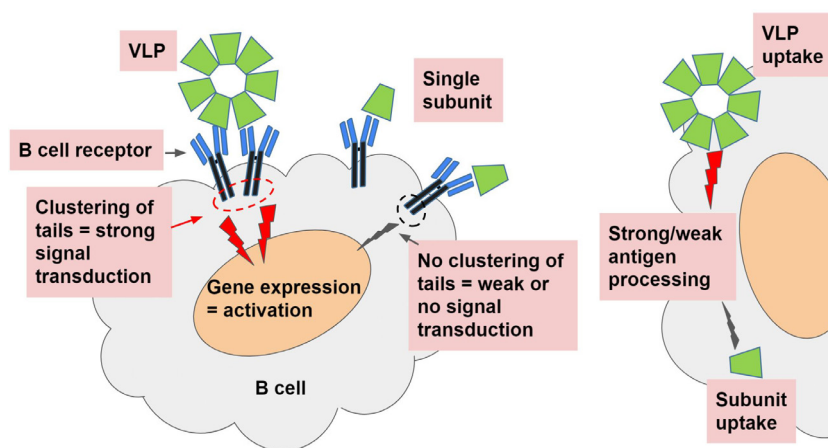 VLP
Single
subunit
B cell receptor
Clustering of
tails = strong
signal
transduction
Gene expression
= activation
No clustering of
tails = weak or
no signal
transduction
B cell
VLP
uptake
Strong/weak
antigen
processing
Subunit
uptake